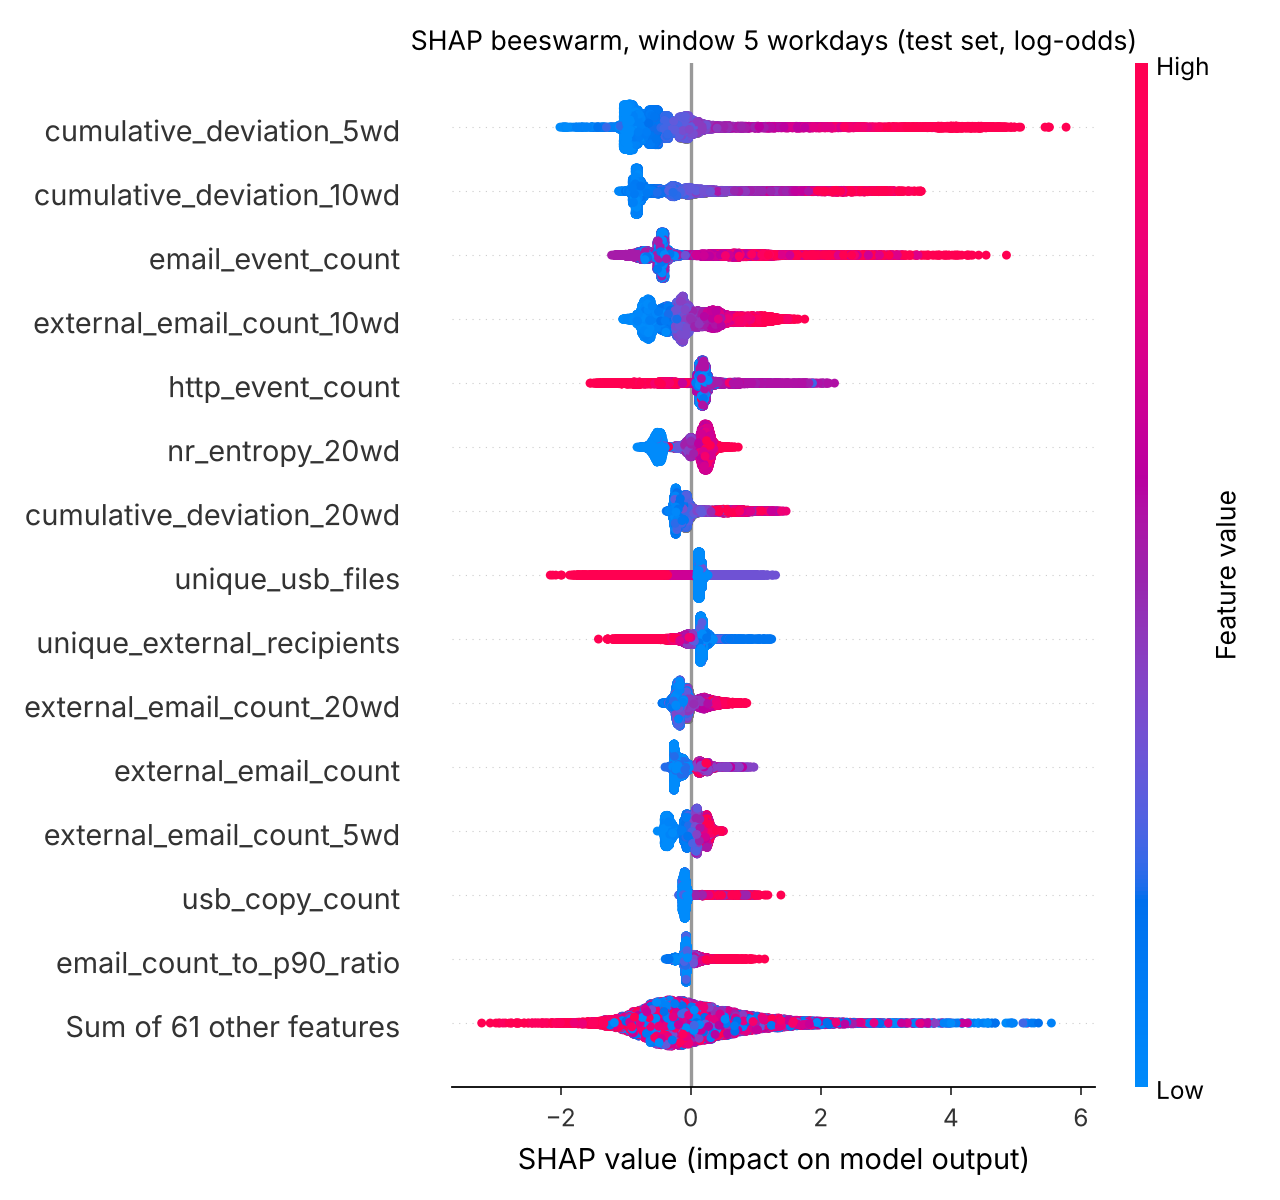 SHAP beeswarm, window 5 workdays (test set, log-odds)
High
cumulative_deviation_5wd
cumulative_deviation_10wd
email_event_count
external_email_count_10wd
http_event_count
nr_entropy_20wd
cumulative_deviation_20wd
unique_usb_files
unique_external_recipients
external_email_count_20wd
external_email_count
external_email_count_5wd
usb_copy_count
email_count_to_p90_ratio
Sum of 61 other features
Feature value
Low
−2 0 2 4 6
SHAP value (impact on model output)